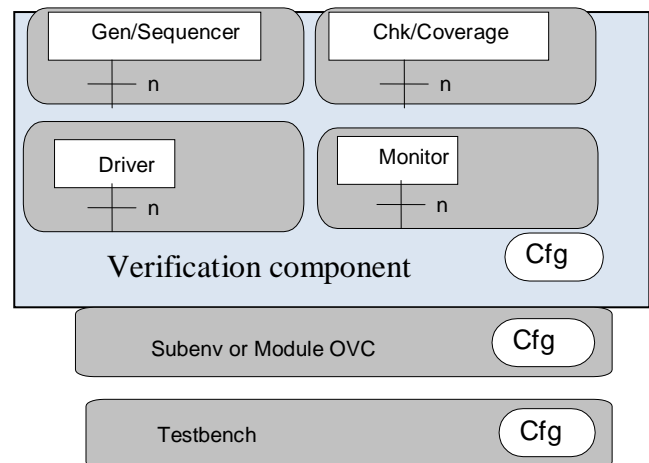 Gen/Sequencer
Chk/Coverage
n
n
Driver
Monitor
n
n
Verification component
Cfg
Subenv or Module OVC
Cfg
Testbench
Cfg